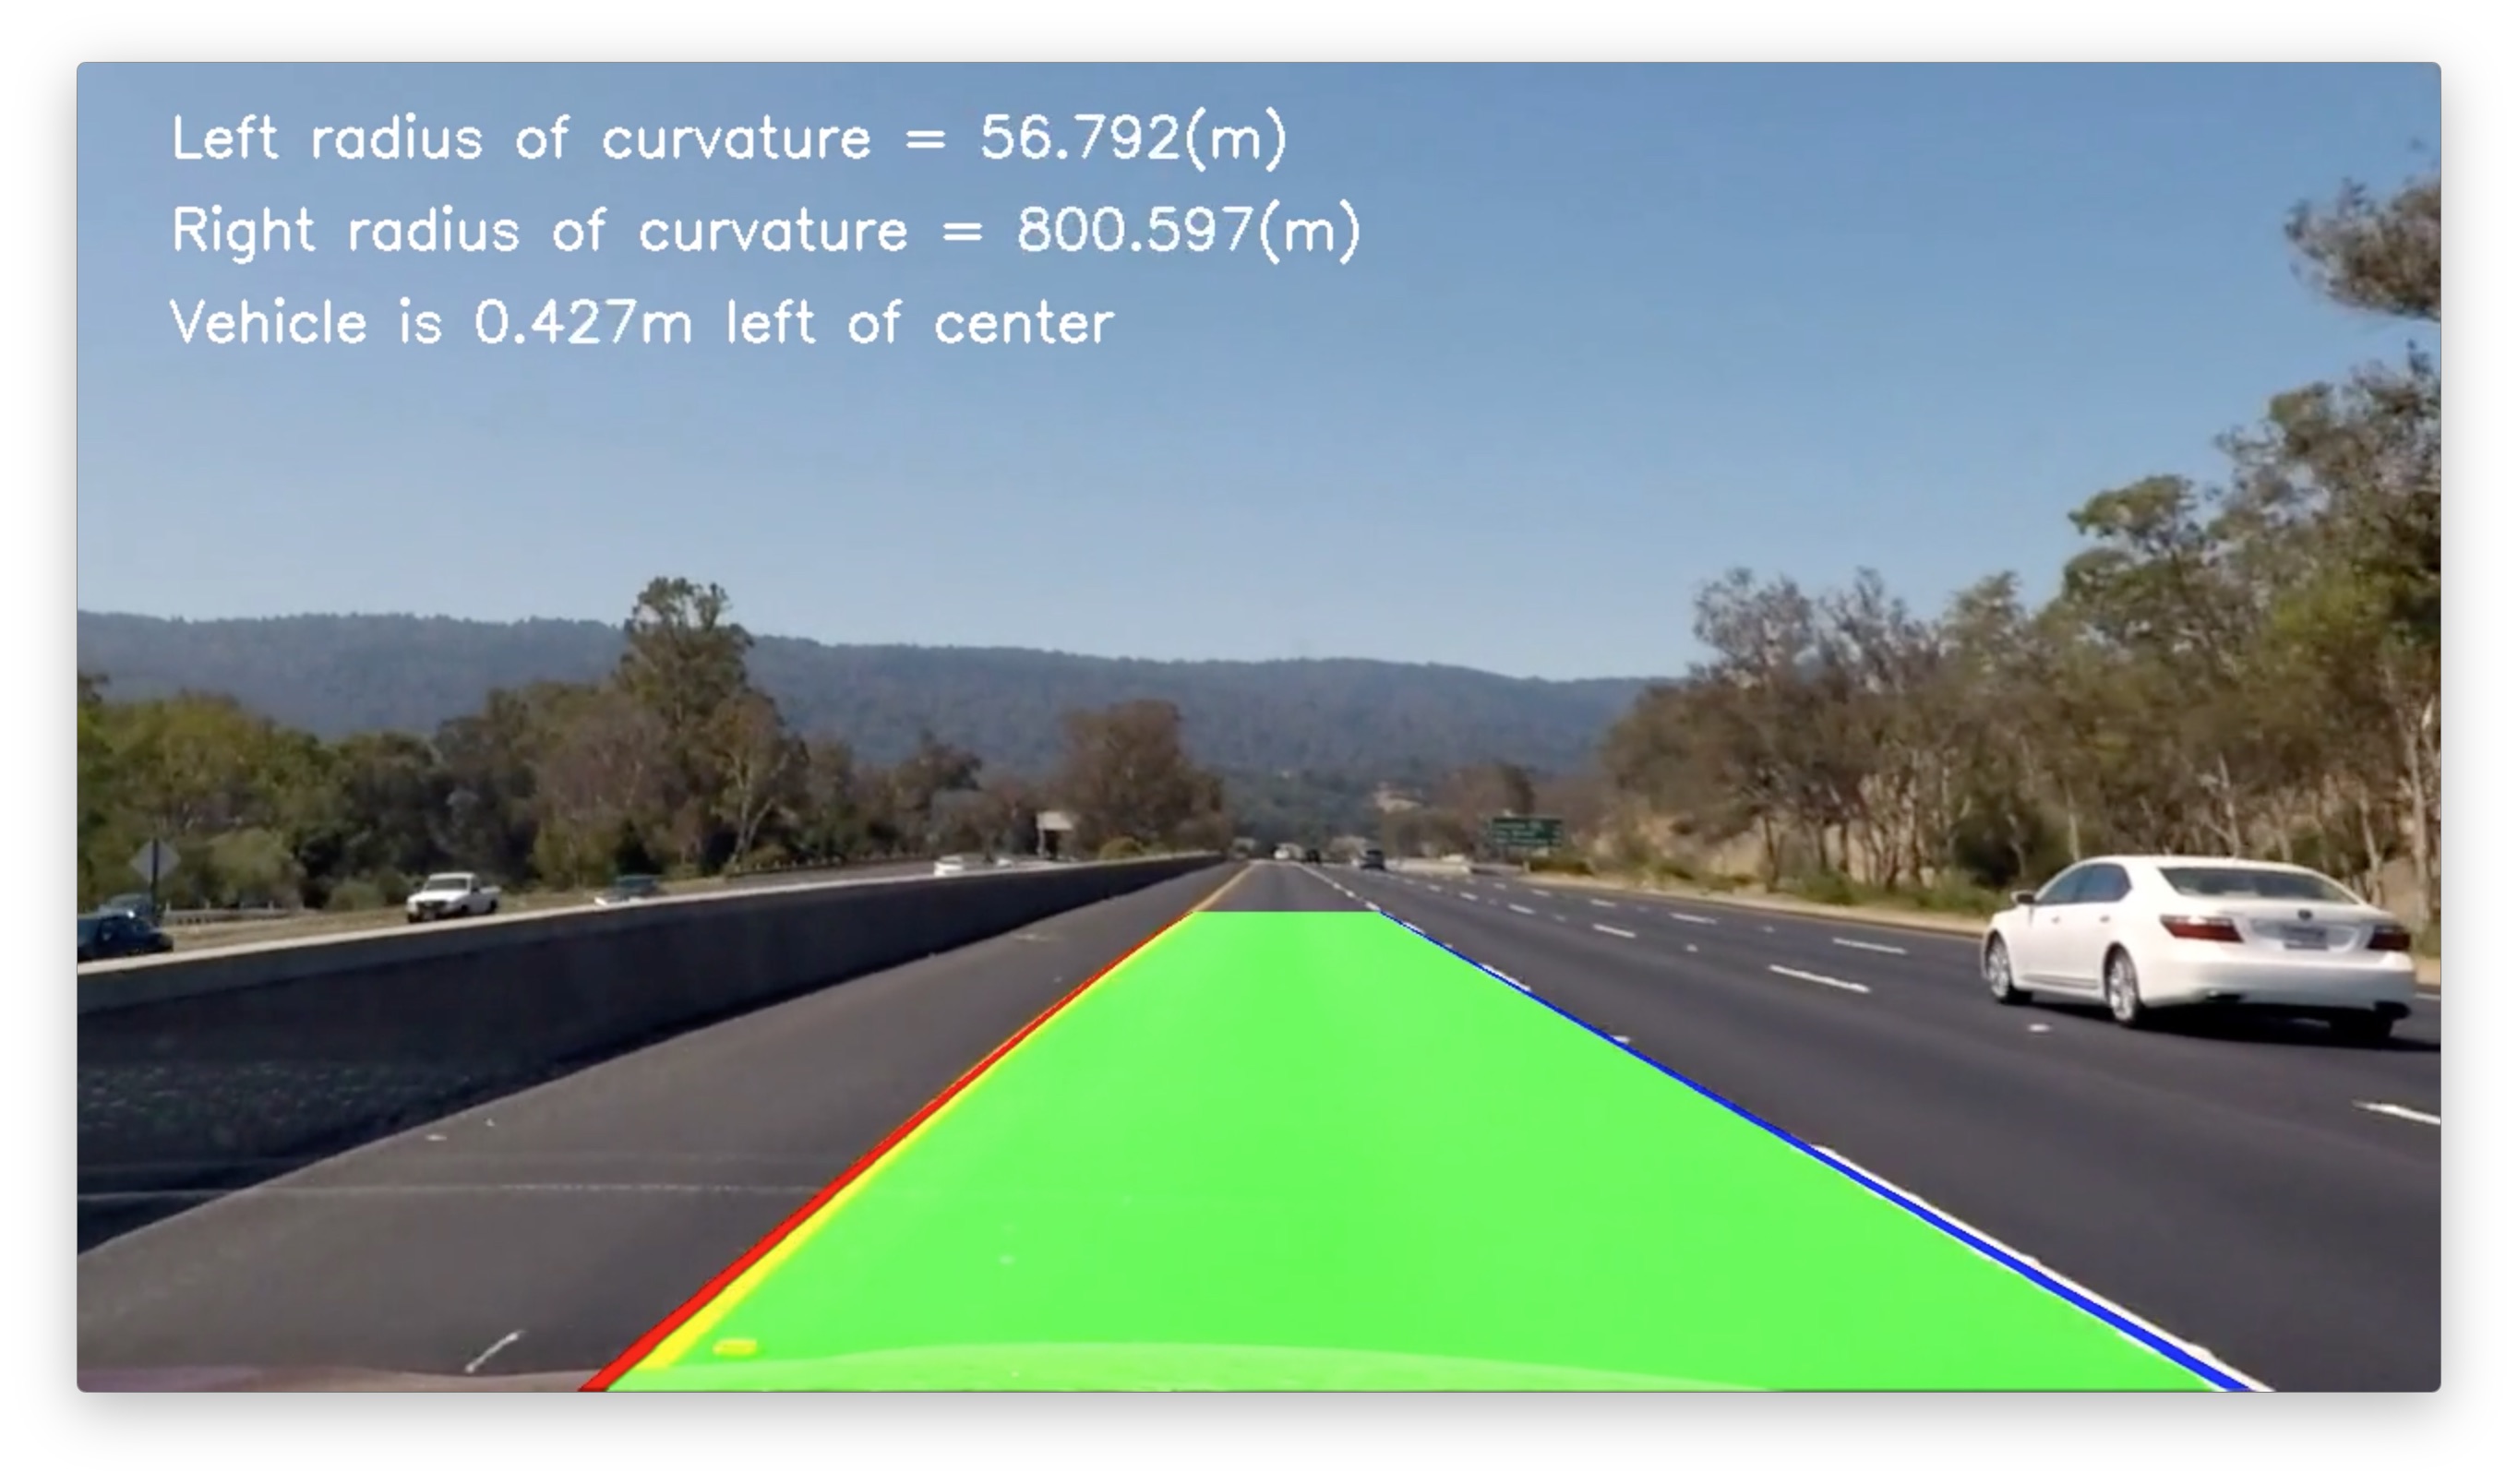 Left radius of curvature = 56.792(m)
Right radius of curvature = 800.597(m)
Vehicle is 0.427m left of center